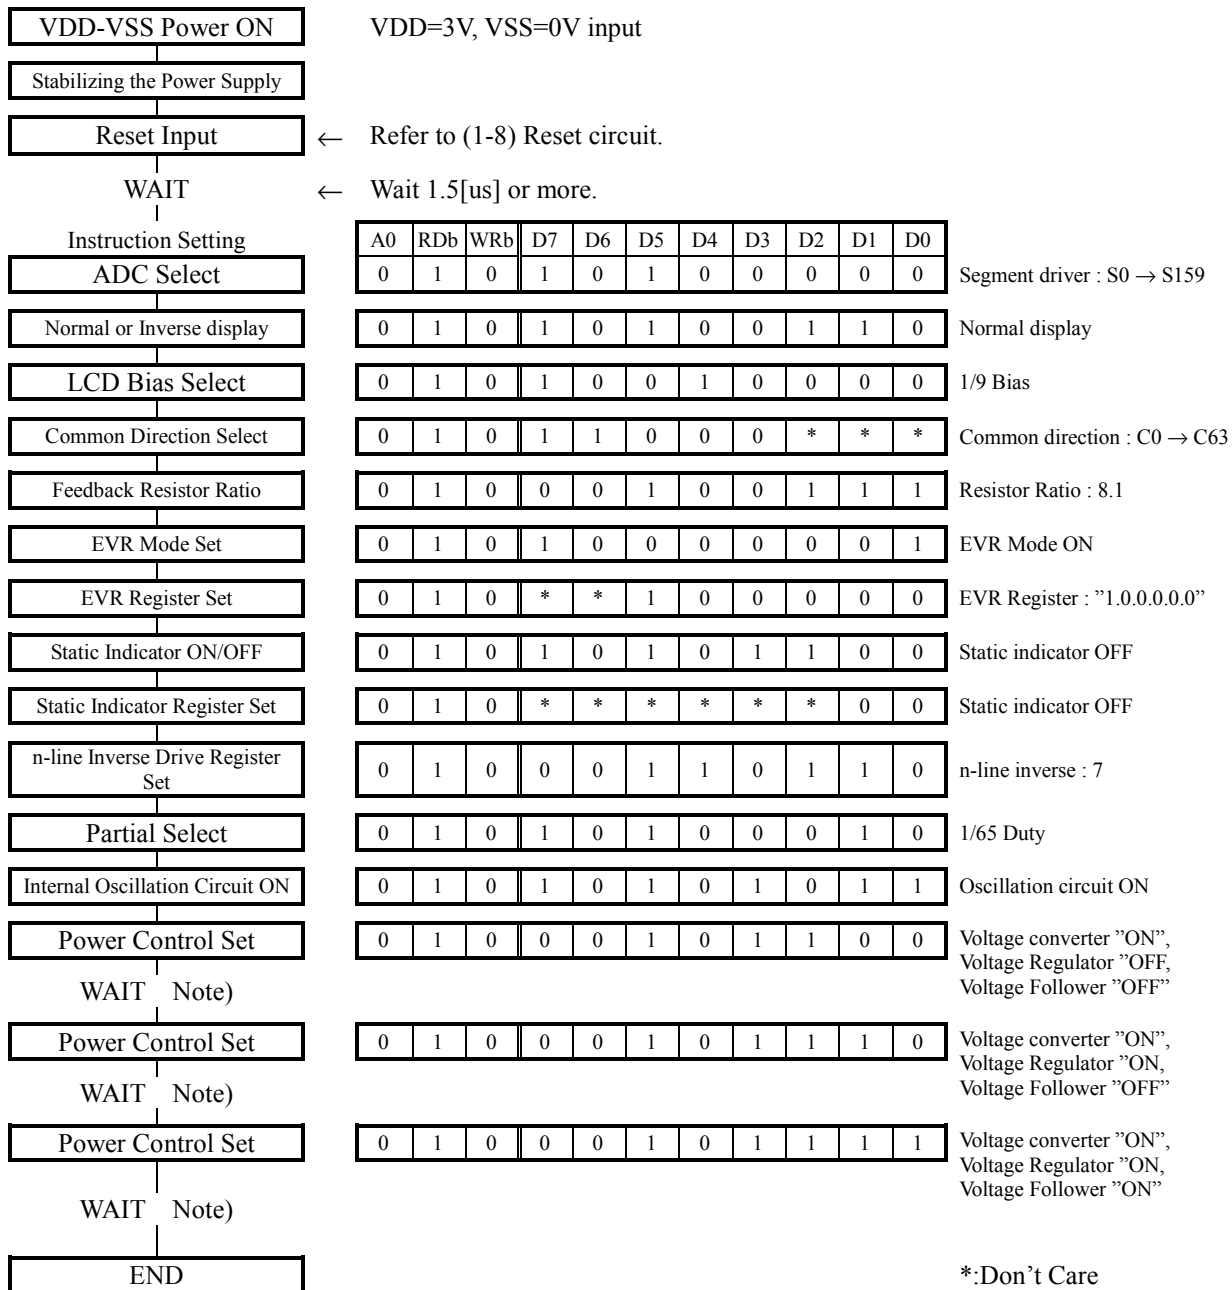 VDD-VSS Power ON VDD=3V, VSS=0V input
Stabilizing the Power Supply
Reset Input ← Refer to (1-8) Reset circuit.
WAIT ← Wait 1.5[us] or more.
Instruction Setting A0 RDb WRb D7 D6 D5 D4 D3 D2 D1 D0
ADC Select 0 1 0 1 0 1 0 0 0 0 0 Segment driver : S0 → S159
Normal or Inverse display 0 1 0 1 0 1 0 0 1 1 0 Normal display
LCD Bias Select 0 1 0 1 0 0 1 0 0 0 0 1/9 Bias
Common Direction Select 0 1 0 1 1 0 0 0 * * * Common direction : C0 → C63
Feedback Resistor Ratio 0 1 0 0 0 1 0 0 1 1 1 Resistor Ratio : 8.1
EVR Mode Set 0 1 0 1 0 0 0 0 0 0 1 EVR Mode ON
EVR Register Set 0 1 0 * * 1 0 0 0 0 0 EVR Register : ”1.0.0.0.0.0”
Static Indicator ON/OFF 0 1 0 1 0 1 0 1 1 0 0 Static indicator OFF
Static Indicator Register Set 0 1 0 * * * * * * 0 0 Static indicator OFF
n-line Inverse Drive Register
Set 0 1 0 0 0 1 1 0 1 1 0 n-line inverse : 7
Partial Select 0 1 0 1 0 1 0 0 0 1 0 1/65 Duty
Internal Oscillation Circuit ON 0 1 0 1 0 1 0 1 0 1 1 Oscillation circuit ON
Power Control Set 0 1 0 0 0 1 0 1 1 0 0 Voltage converter ”ON”,
Voltage Regulator ”OFF,
WAIT Note) Voltage Follower ”OFF”
Power Control Set 0 1 0 0 0 1 0 1 1 1 0 Voltage converter ”ON”,
Voltage Regulator ”ON,
WAIT Note) Voltage Follower ”OFF”
Power Control Set 0 1 0 0 0 1 0 1 1 1 1 Voltage converter ”ON”,
Voltage Regulator ”ON,
Voltage Follower ”ON”
WAIT Note)
END *:Don’t Care